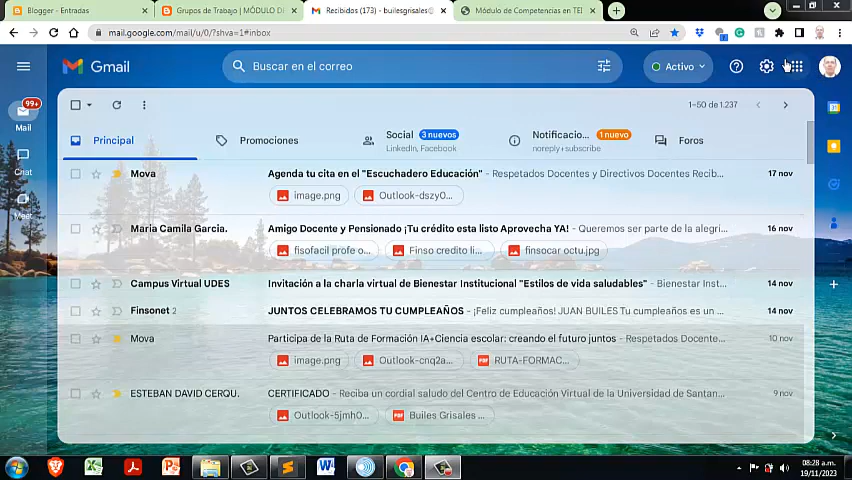 Blogger - Entradas
Grupos de Trabajo | MÓDULO DI
Recibidos (173) - builesgrisales@
Módulo de Competencias en TEI
mail.google.com/mail/u/0/?shva=1#inbox
Gmail
Buscar en el correo
Activo
99+
Mail
Chat
Meet
1–50 de 1.237
Principal
Promociones
Social 3 nuevos
LinkedIn, Facebook
Notificacio... 1 nuevo
noreply+subscribe
Foros
Mova Agenda tu cita en el "Escuchadero Educación" - Respetados Docentes y Directivos Docentes Recib... 17 nov
image.png Outlook-dszy0...
Maria Camila Garcia. Amigo Docente y Pensionado ¡Tu crédito esta listo Aprovecha YA! - Queremos ser parte de la alegrí... 16 nov
fisofacil profe o... Finso credito li... finsocar octu.jpg
Campus Virtual UDES Invitación a la charla virtual de Bienestar Institucional "Estilos de vida saludables" - Bienestar Inst... 14 nov
Finsonet 2 JUNTOS CELEBRAMOS TU CUMPLEAÑOS - ¡Feliz cumpleaños! JUAN BUILES Tu cumpleaños es un ... 14 nov
Mova Participa de la Ruta de Formación IA+Ciencia escolar: creando el futuro juntos - Respetados Docente... 10 nov
image.png Outlook-cnq2a... PDF RUTA-FORMAC...
ESTEBAN DAVID CERQU. CERTIFICADO - Reciba un cordial saludo del Centro de Educación Virtual de la Universidad de Santan... 9 nov
Outlook-5jmh0... PDF Builes Grisales ...
08:28 a.m.
19/11/2023